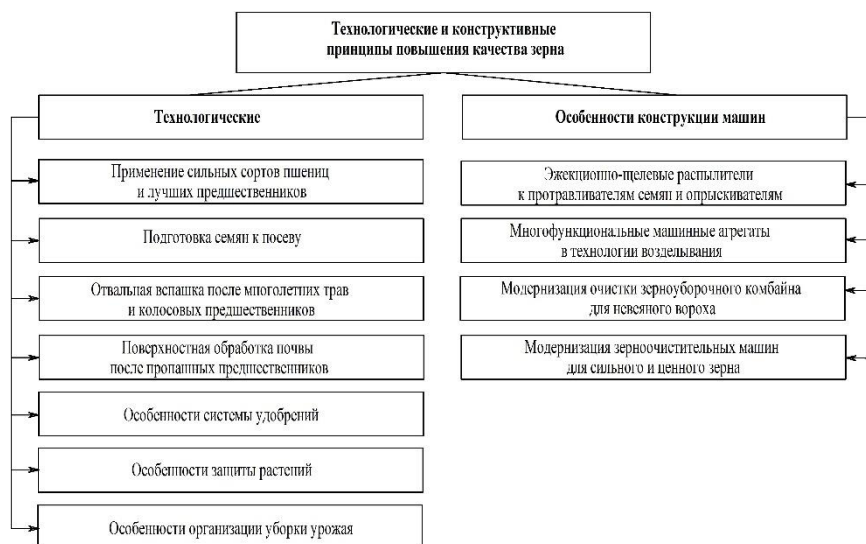 Технологические и конструктивные
принципы повышения качества зерна
Технологические
Применение сильных сортов пшениц
и лучших предшественников
Подготовка семян к посеву
Отвальная вспашка после многолетних трав
и колосовых предшественников
Поверхностная обработка почвы
после пропашных предшественников
Особенности системы удобрений
Особенности защиты растений
Особенности организации уборки урожая
Особенности конструкции машин
Эжекционно-щелевые распылители
к протравливателям семян и опрыскивателям
Многофункциональные машинные агрегаты
в технологии возделывания
Модернизация очистки зерноуборочного комбайна
для невеяного вороха
Модернизация зерноочистительных машин
для сильного и ценного зерна